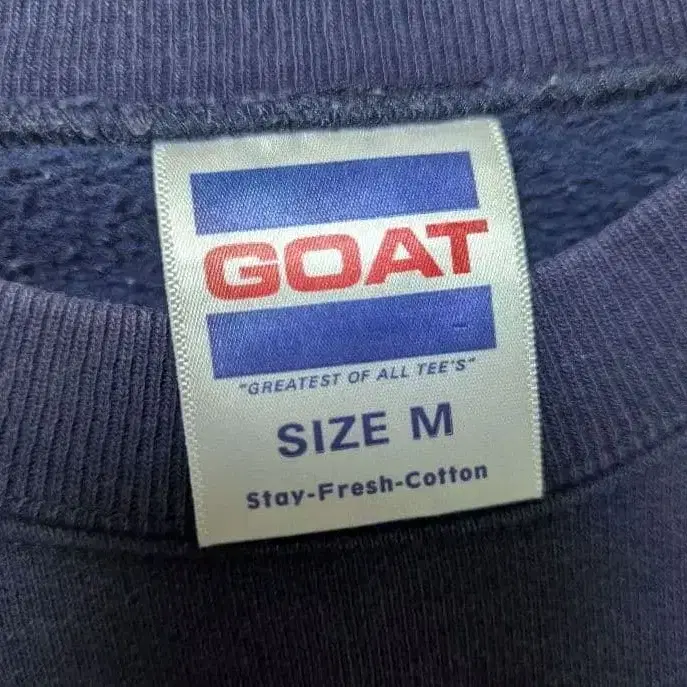 GOAT
"GREATEST OF ALL TEE'S"
SIZE M
Stay-Fresh-Cotton